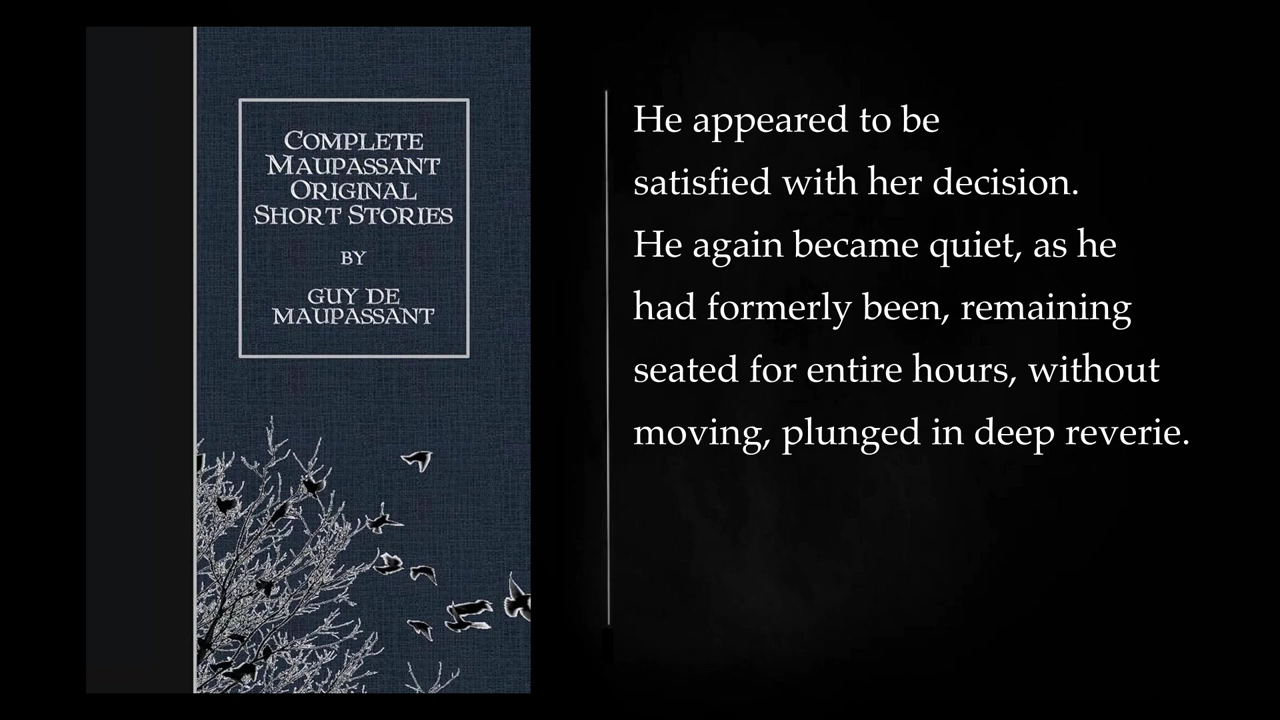 COMPLETE
MAUPASSANT
ORIGINAL
SHORT STORIES
BY
GUY DE
MAUPASSANT
He appeared to be
satisfied with her decision.
He again became quiet, as he
had formerly been, remaining
seated for entire hours, without
moving, plunged in deep reverie.